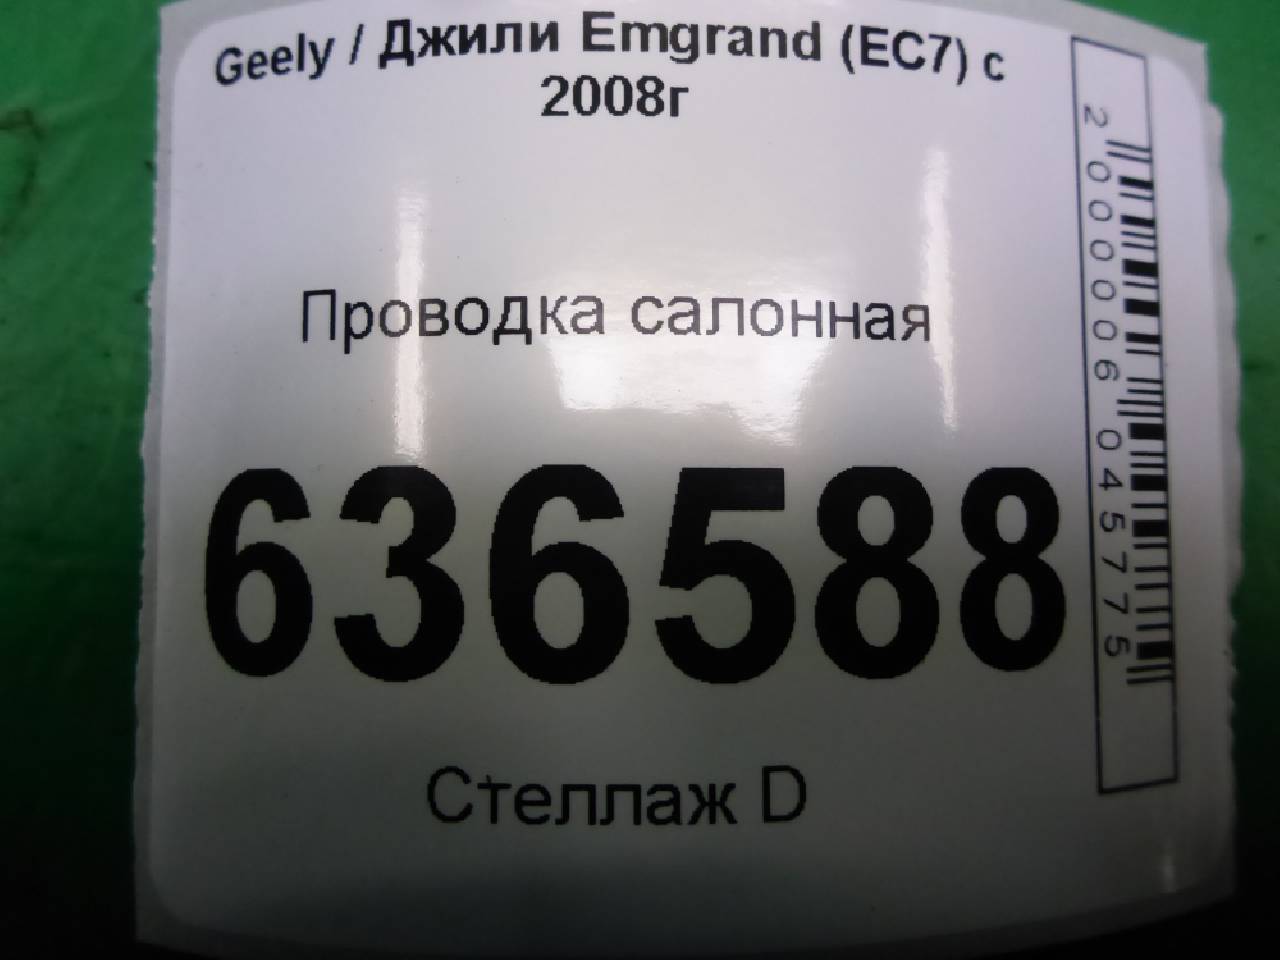 Geely / Джили Emgrand (EC7) с
2008г
Проводка салонная
636588
Стеллаж D
2000006045775